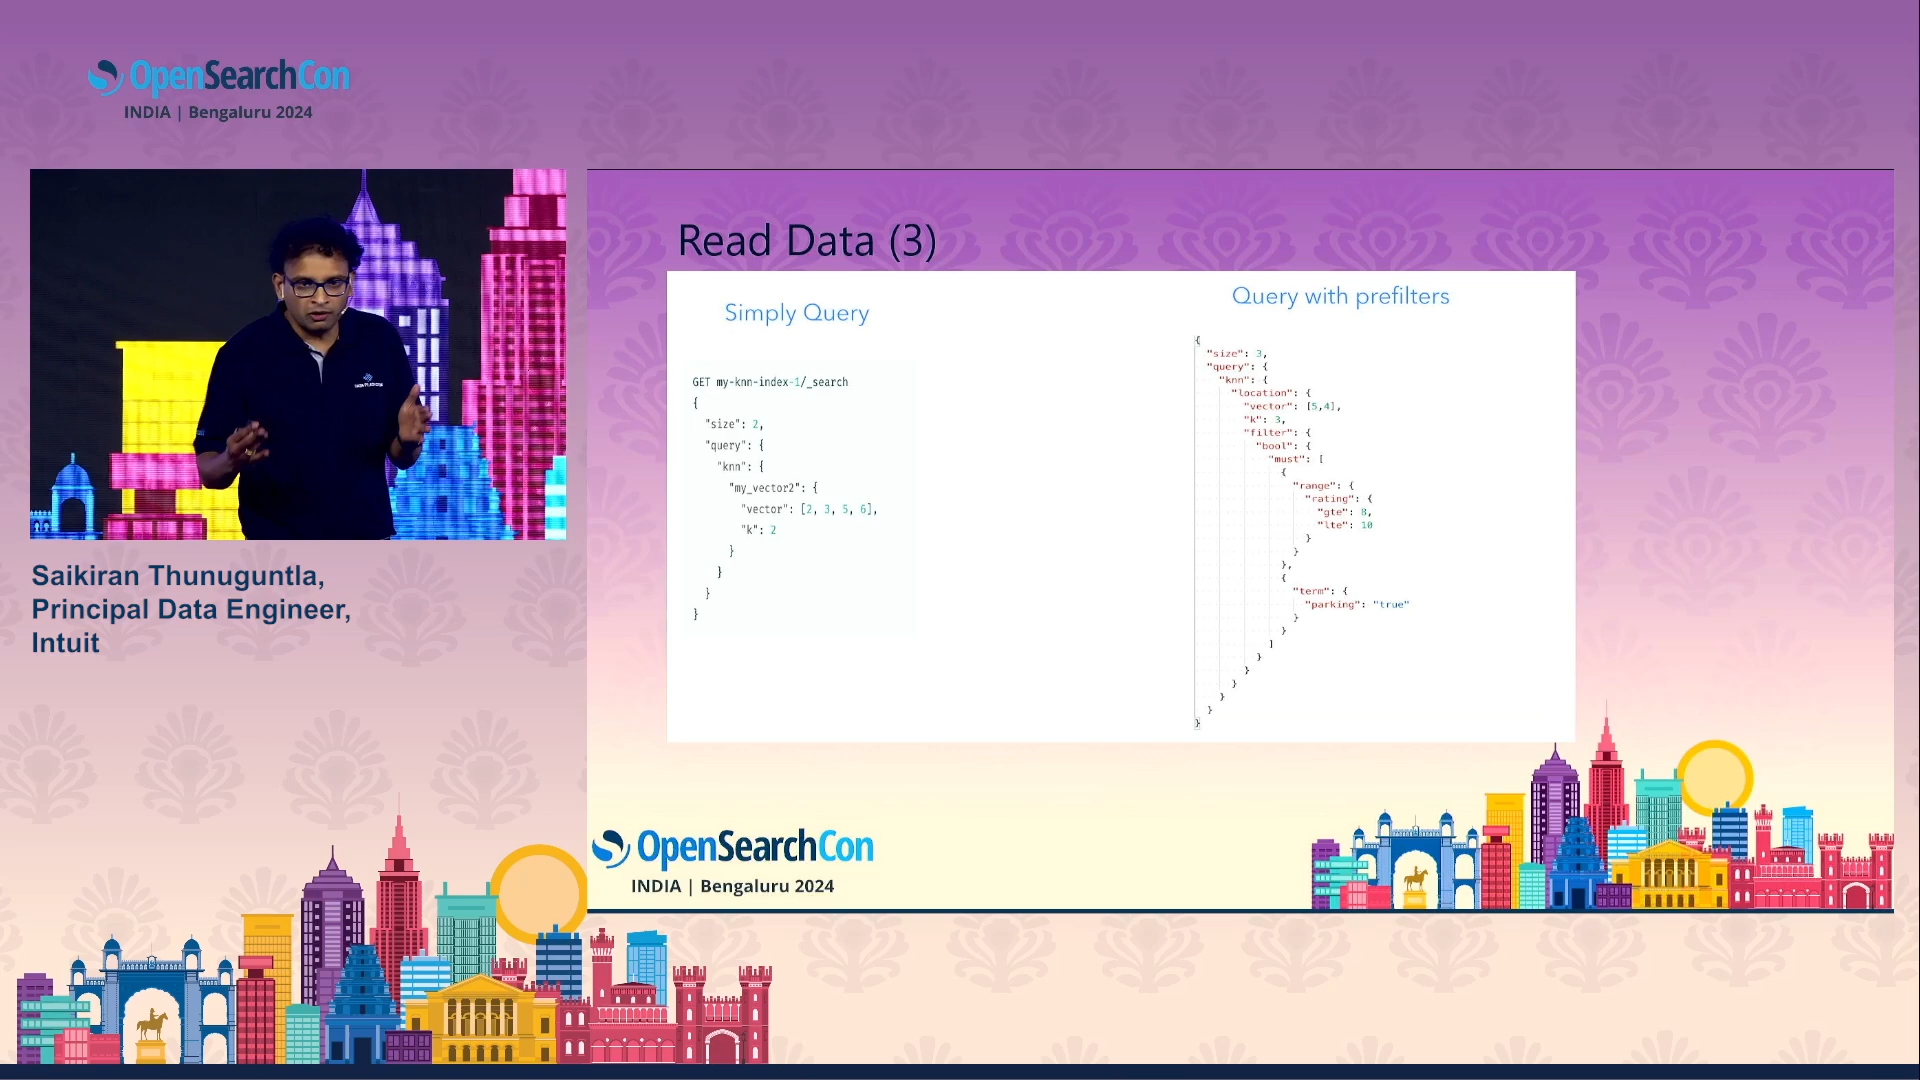 OpenSearchCon
INDIA | Bengaluru 2024
Saikiran Thunuguntla,
Principal Data Engineer,
Intuit
Read Data (3)
Simply Query
GET my-knn-index-1/_search
{
"size": 2,
"query": {
"knn": {
"my_vector2": {
"vector": [2, 3, 5, 6],
"k": 2
}
}
}
}
Query with prefilters
{
"size": 3,
"query": {
"knn": {
"location": {
"vector": [5,4],
"k": 3,
"filter": {
"bool": {
"must": [
{
"range": {
"rating": {
"gte": 8,
"lte": 10
}
}
},
{
"term": {
"parking": "true"
}
}
]
}
}
}
}
}
}
OpenSearchCon
INDIA | Bengaluru 2024